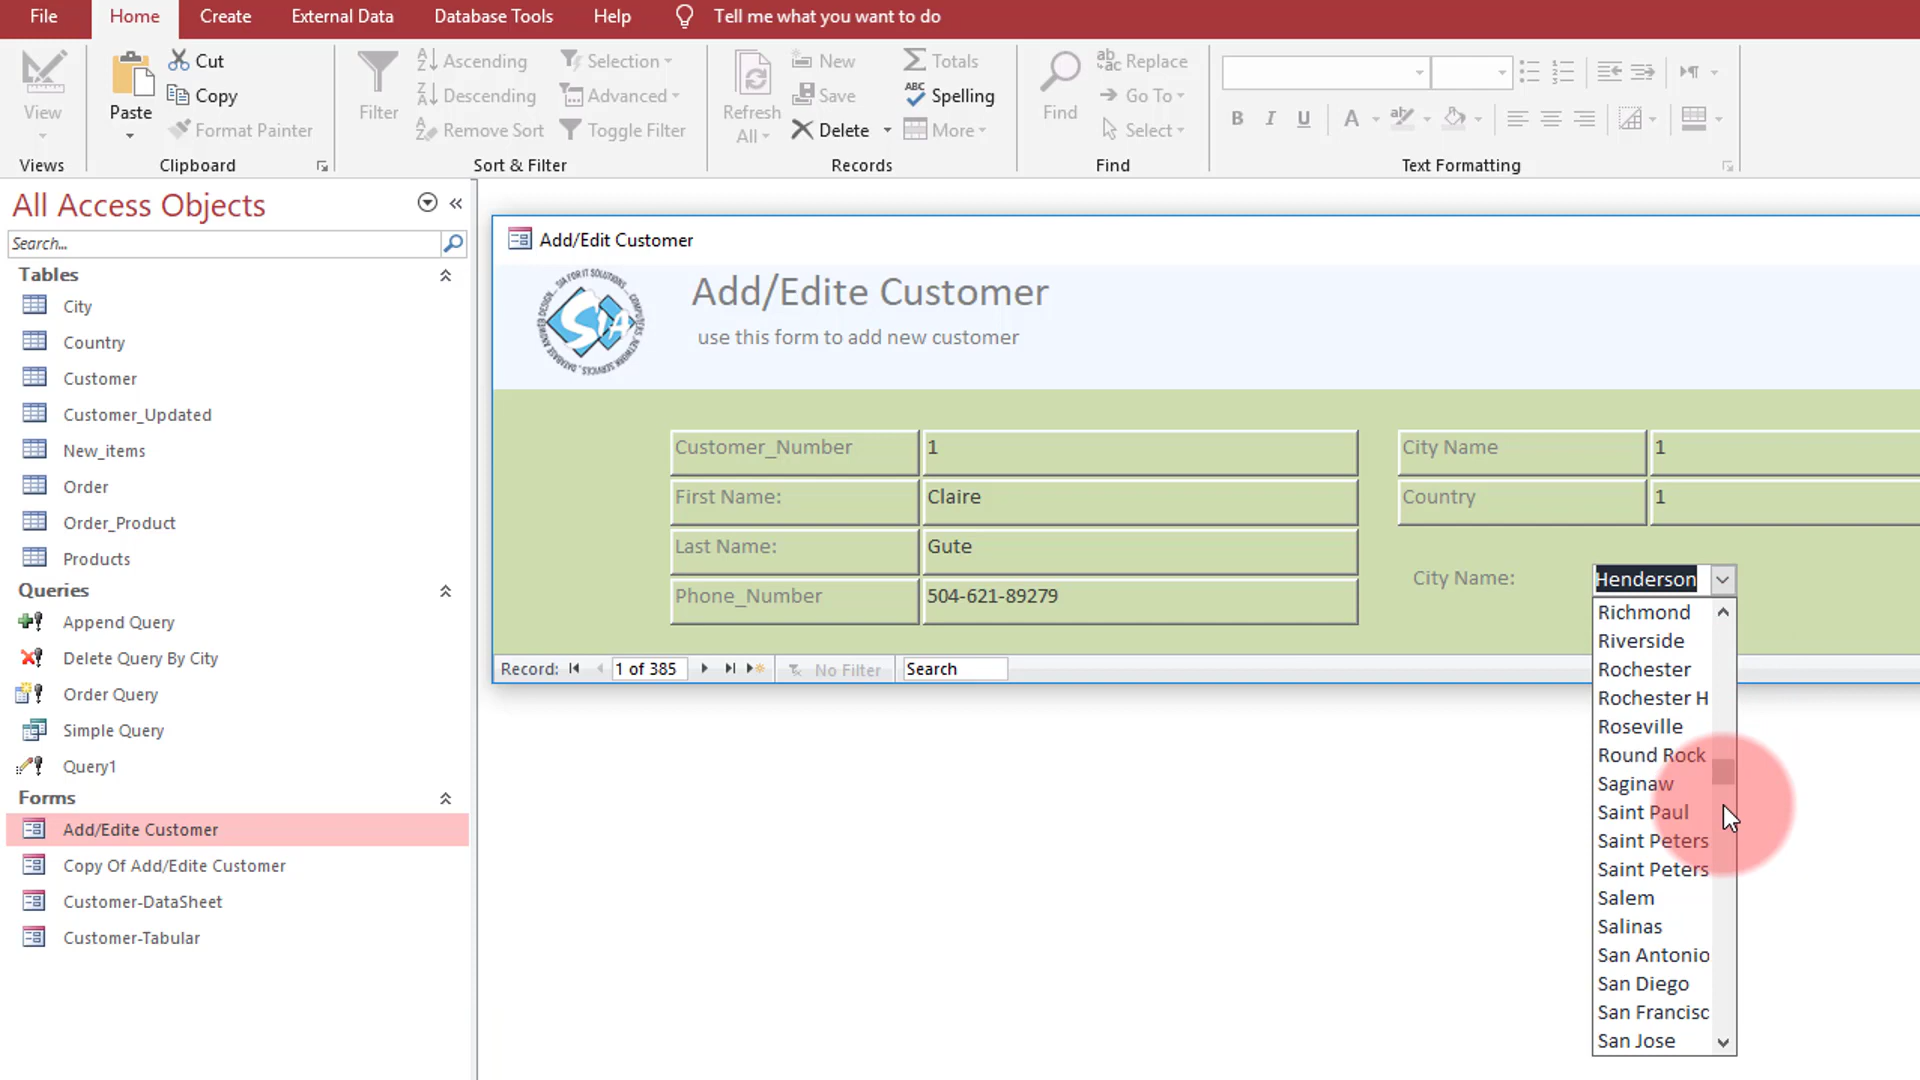 File Home Create External Data Database Tools Help Tell me what you want to do
View
Views
Paste
Cut
Copy
Format Painter
Clipboard
Filter
Ascending
Descending
Remove Sort
Selection
Advanced
Toggle Filter
Sort & Filter
Refresh
All
New
Save
Delete
Totals
ABC Spelling
More
Records
Find
Replace
Go To
Select
Find
B I U A
Text Formatting
All Access Objects
Search...
Tables
City
Country
Customer
Customer_Updated
New_items
Order
Order_Product
Products
Queries
Append Query
Delete Query By City
Order Query
Simple Query
Query1
Forms
Add/Edite Customer
Copy Of Add/Edite Customer
Customer-DataSheet
Customer-Tabular
Add/Edit Customer
SIA
Add/Edite Customer
use this form to add new customer
Customer_Number 1
First Name: Claire
Last Name: Gute
Phone_Number 504-621-89279
City Name 1
Country 1
City Name: Henderson
Richmond
Riverside
Rochester
Rochester H
Roseville
Round Rock
Saginaw
Saint Paul
Saint Peters
Saint Peters
Salem
Salinas
San Antonio
San Diego
San Francisc
San Jose
Record: 1 of 385 No Filter Search